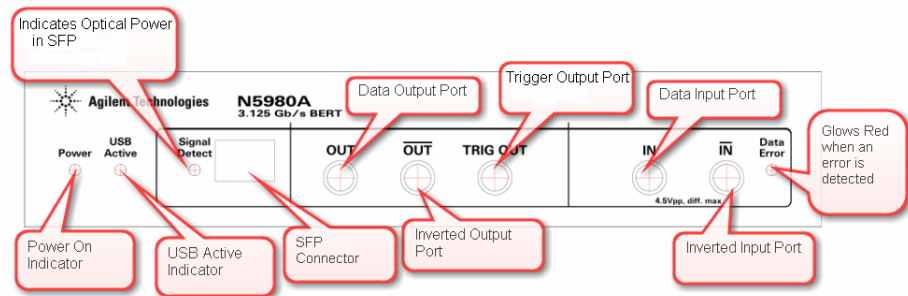 Indicates Optical Power
in SFP
Data Output Port
Trigger Output Port
Data Input Port
Glows Red
when an
error is
detected
Agilent Technologies
N5980A
3.125 Gb/s BERT
Power
USB
Active
Signal
Detect
OUT
OUT
TRIG OUT
IN
IN
Data
Error
4.5Vpp, diff. max
Power On
Indicator
USB Active
Indicator
SFP
Connector
Inverted Output
Port
Inverted Input Port